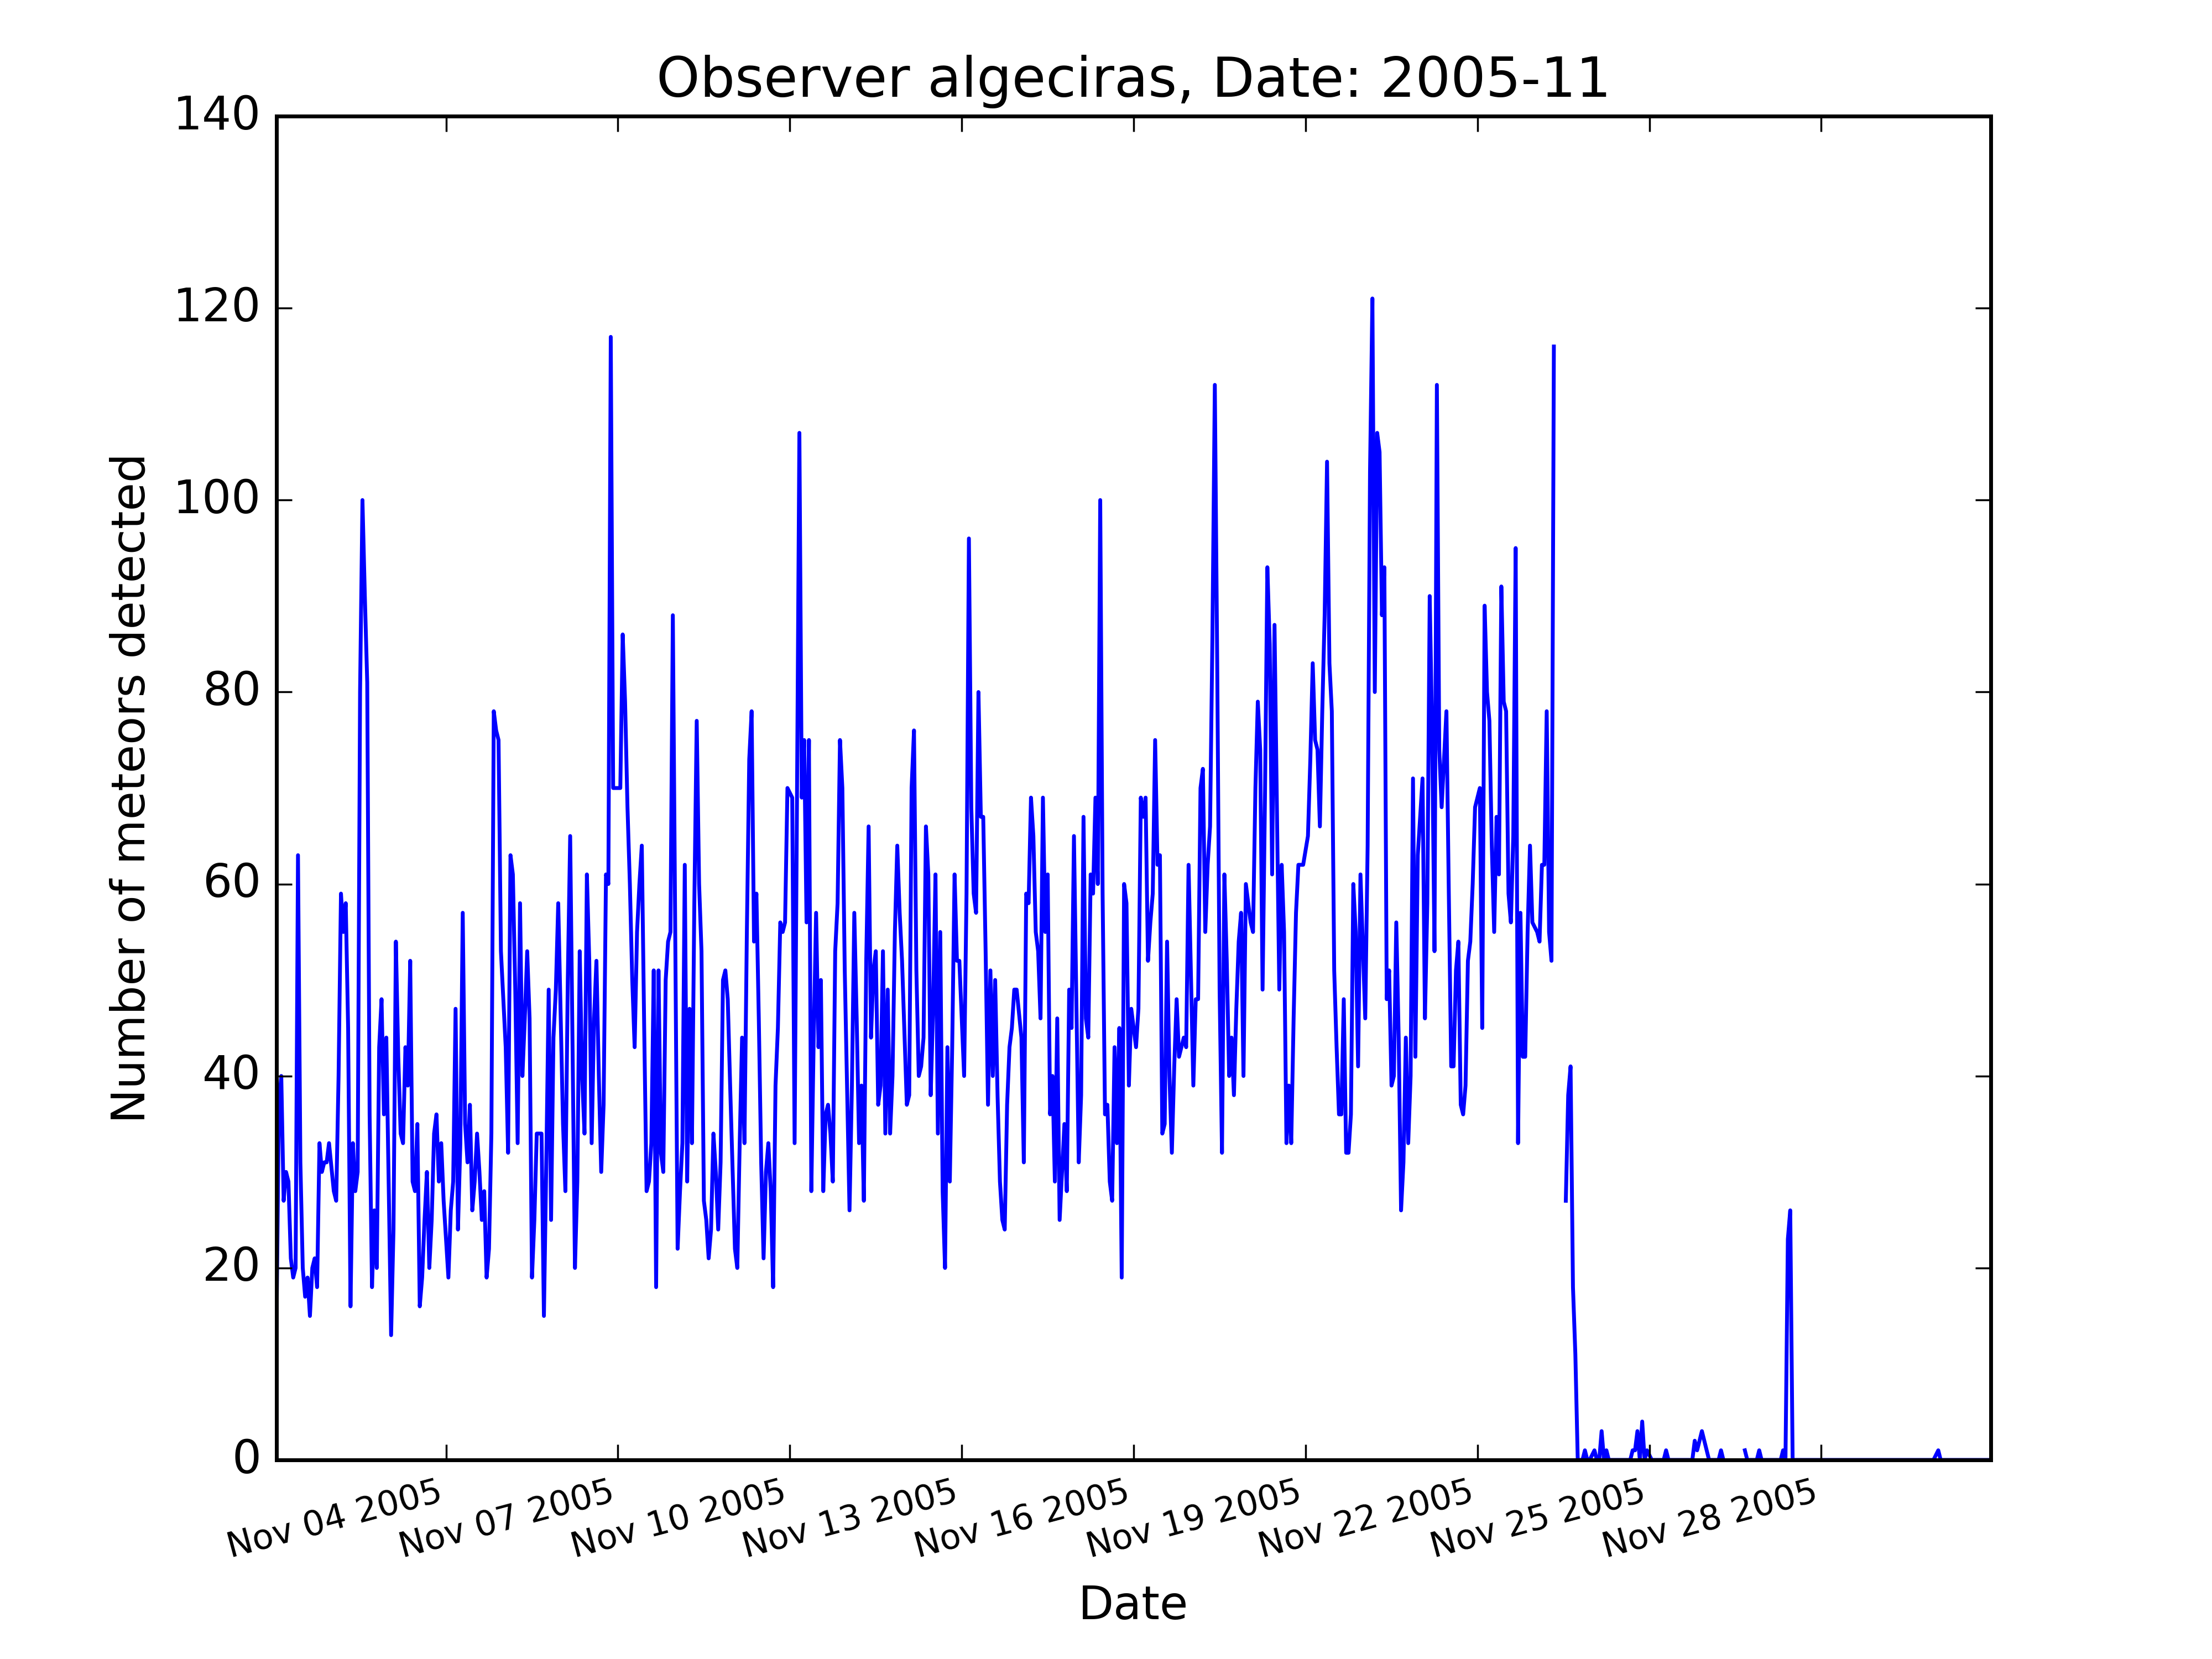 Observer algeciras, Date: 2005-11
140
120
100
80
60
40
20
0
Number of meteors detected
Nov 04 2005
Nov 07 2005
Nov 10 2005
Nov 13 2005
Nov 16 2005
Nov 19 2005
Nov 22 2005
Nov 25 2005
Nov 28 2005
Date